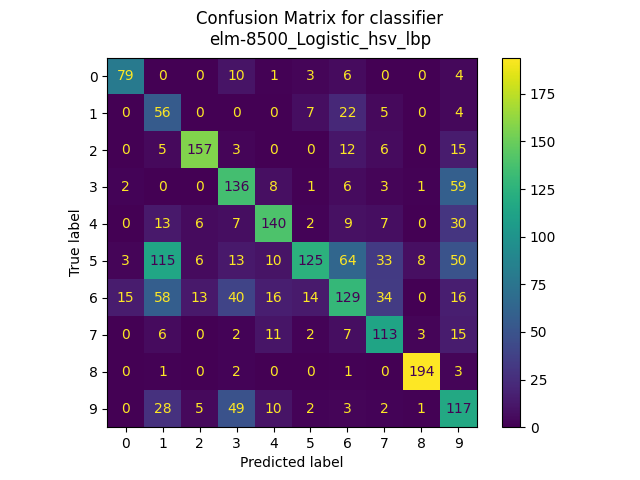 Confusion Matrix for classifier
elm-8500_Logistic_hsv_lbp
0 79 0 0 10 1 3 6 0 0 4
1 0 56 0 0 0 7 22 5 0 4
2 0 5 157 3 0 0 12 6 0 15
3 2 0 0 136 8 1 6 3 1 59
4 0 13 6 7 140 2 9 7 0 30
5 3 115 6 13 10 125 64 33 8 50
6 15 58 13 40 16 14 129 34 0 16
7 0 6 0 2 11 2 7 113 3 15
8 0 1 0 2 0 0 1 0 194 3
9 0 28 5 49 10 2 3 2 1 117
0 1 2 3 4 5 6 7 8 9
Predicted label
True label
175
150
125
100
75
50
25
0